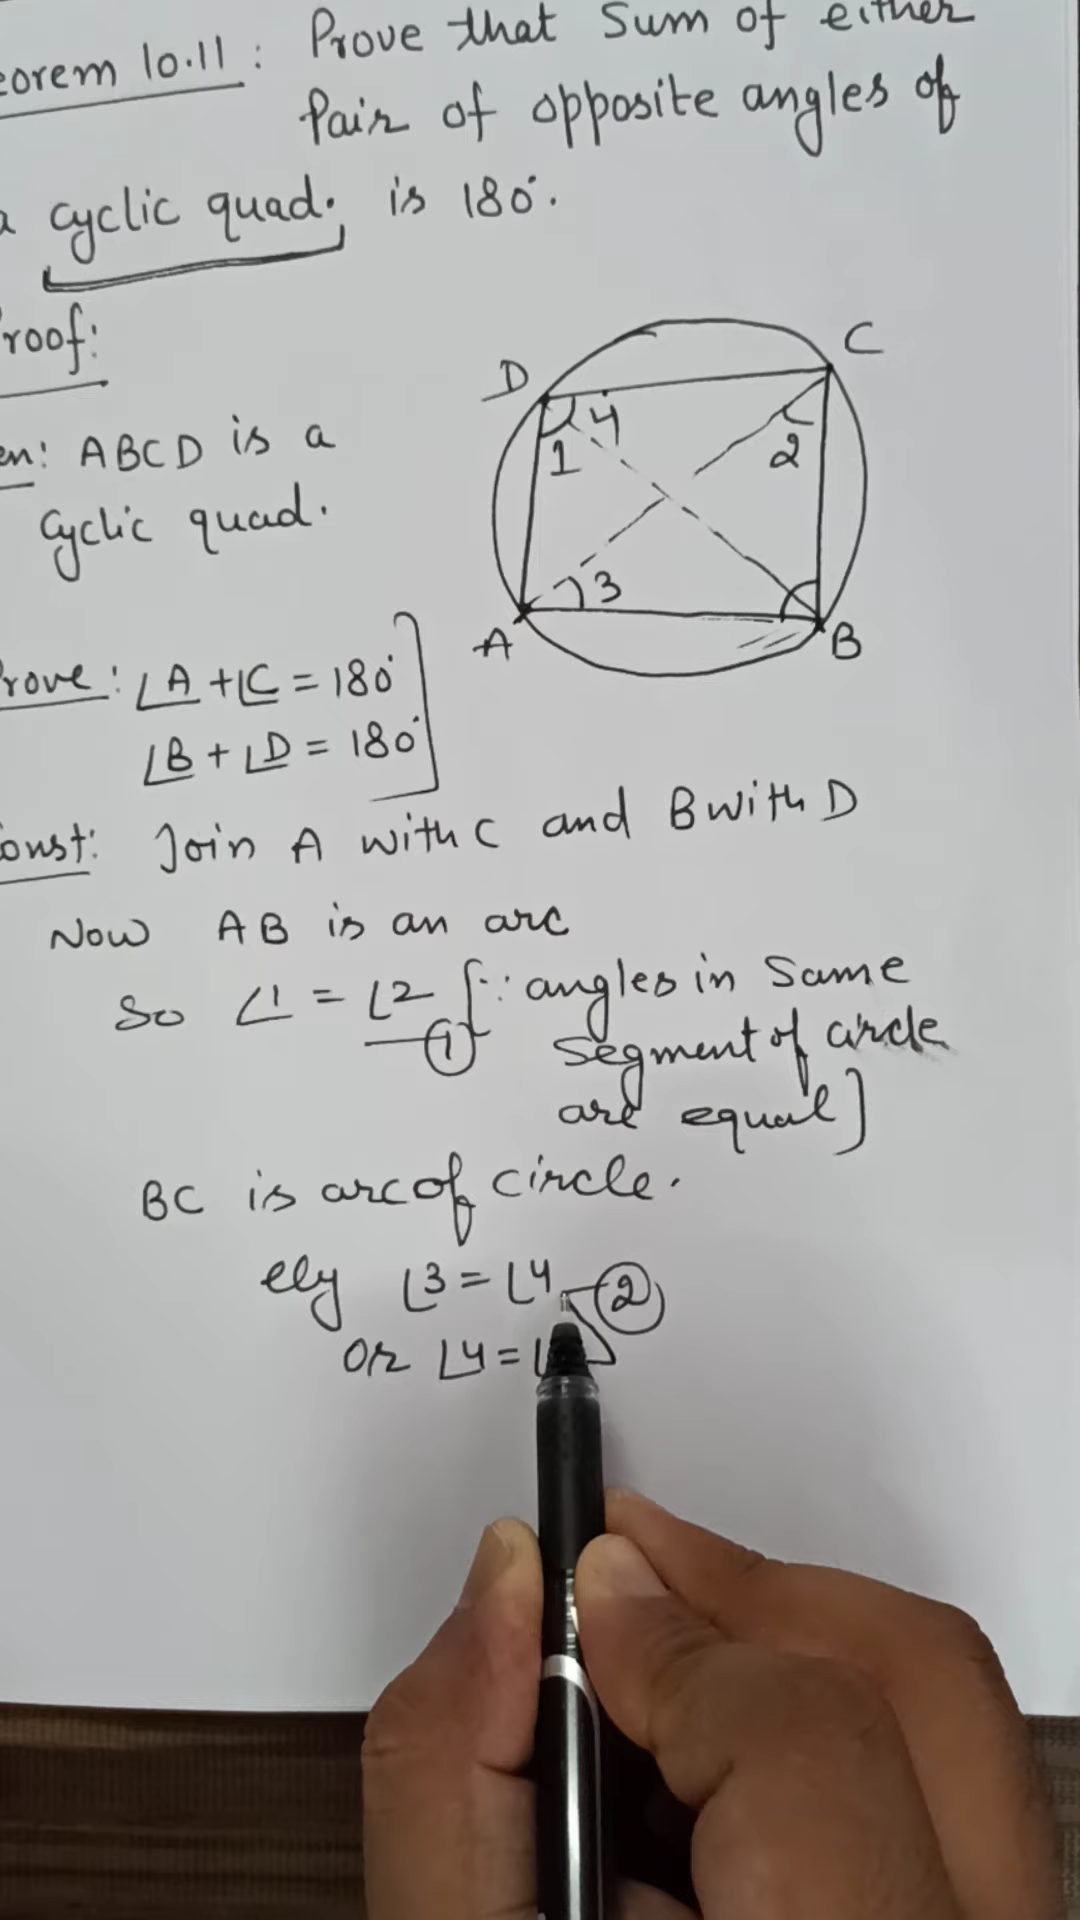 eorem 10.11 : Prove that Sum of either
Pair of opposite angles of
a cyclic quad. is 180°.
roof:
en: ABCD is a
cyclic quad.
D
C
4
1
2
3
A
B
rove: ∠A + ∠C = 180°
∠B + ∠D = 180°
onst: Join A with C and B with D
Now AB is an arc
So ∠1 = ∠2 [∵ angles in same
① segment of circle
are equal]
BC is arc of circle.
ely ∠3 = ∠4 — ②
or ∠4 = ∠